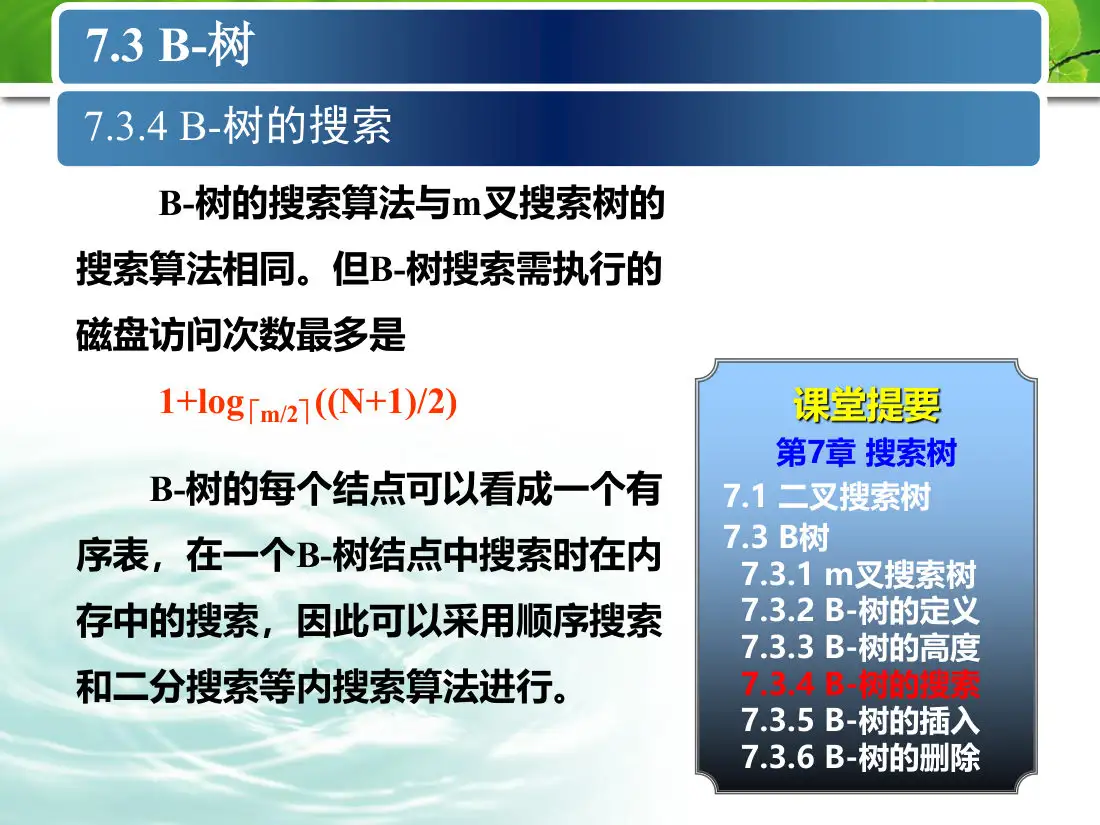 7.3 B-树
7.3.4 B-树的搜索
B-树的搜索算法与m叉搜索树的
搜索算法相同。但B-树搜索需执行的
磁盘访问次数最多是
1+log⌈m/2⌉((N+1)/2)
B-树的每个结点可以看成一个有
序表，在一个B-树结点中搜索时在内
存中的搜索，因此可以采用顺序搜索
和二分搜索等内搜索算法进行。
课堂提要
第7章 搜索树
7.1 二叉搜索树
7.3 B树
7.3.1 m叉搜索树
7.3.2 B-树的定义
7.3.3 B-树的高度
7.3.4 B-树的搜索
7.3.5 B-树的插入
7.3.6 B-树的删除